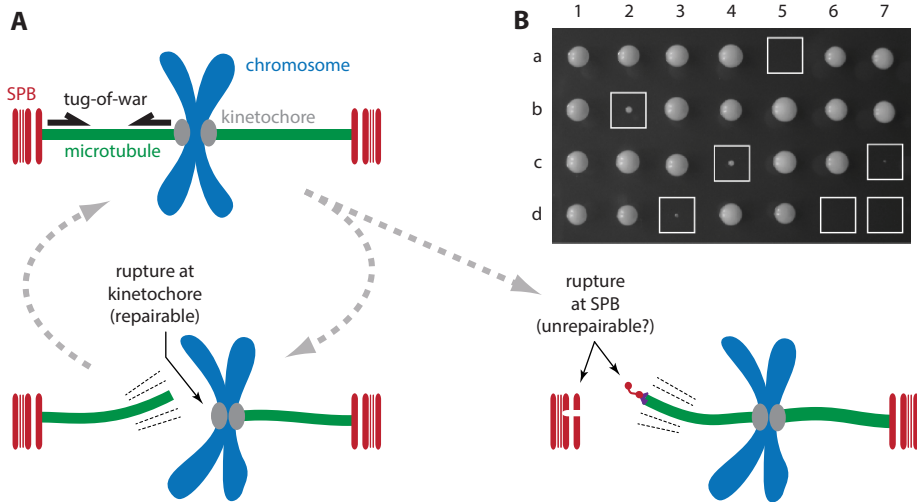 A
SPB
tug-of-war
chromosome
kinetochore
microtubule
rupture at
kinetochore
(repairable)
rupture
at SPB
(unrepairable?)
B
1 2 3 4 5 6 7
a
b
c
d